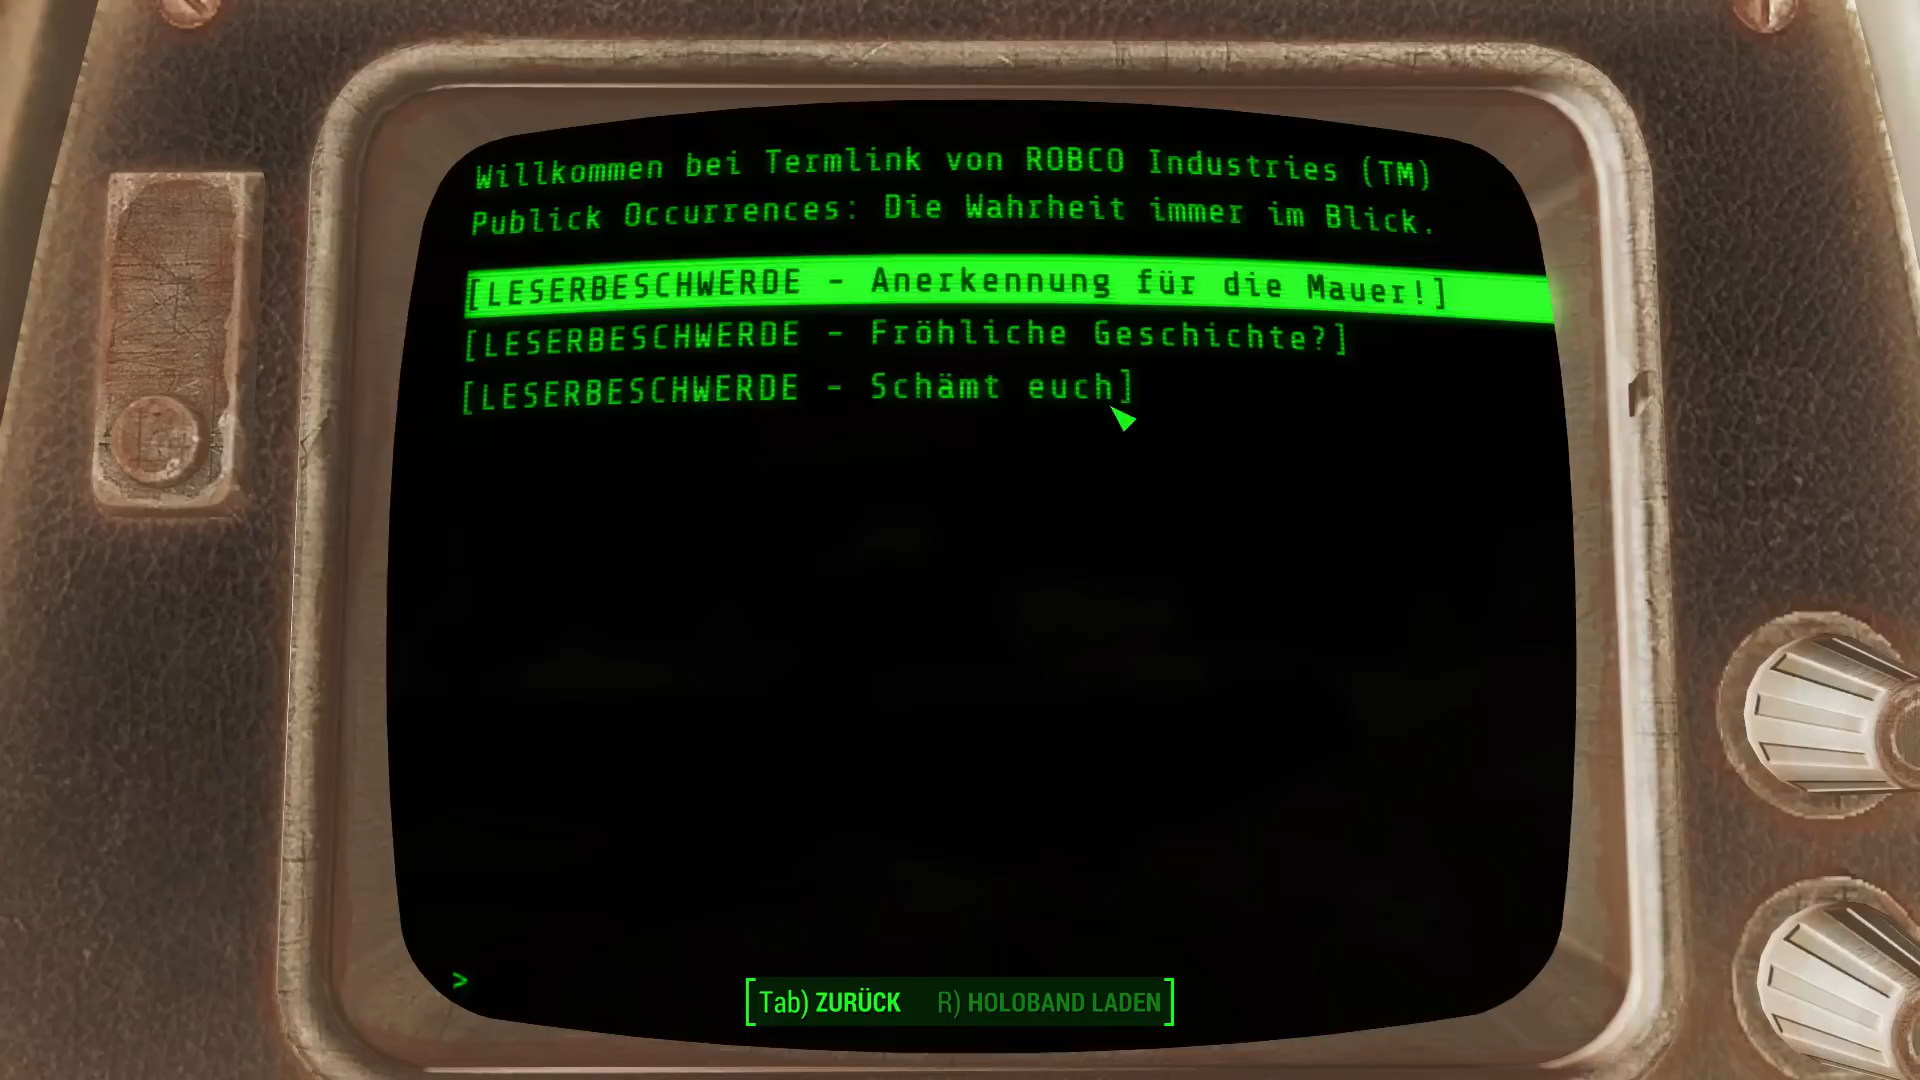 Willkommen bei Termlink von ROBCO Industries (TM)
Publick Occurrences: Die Wahrheit immer im Blick.
[LESERBESCHWERDE - Anerkennung für die Mauer!]
[LESERBESCHWERDE - Fröhliche Geschichte?]
[LESERBESCHWERDE - Schämt euch]
>
[Tab) ZURÜCK R) HOLOBAND LADEN]